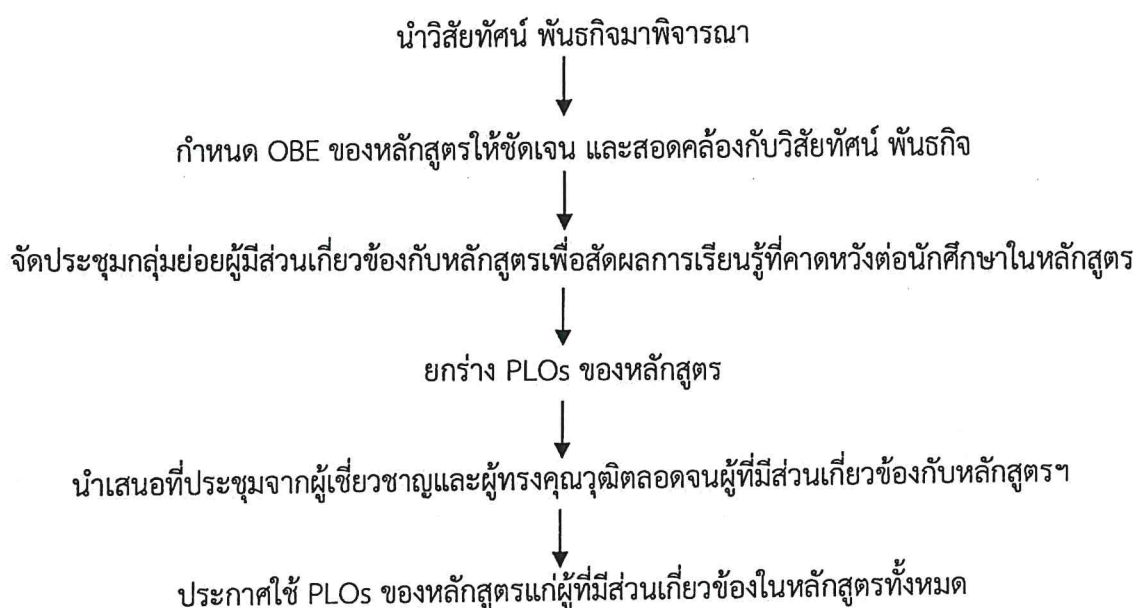 นำวิสัยทัศน์ พันธกิจมาพิจารณา
กำหนด OBE ของหลักสูตรให้ชัดเจน และสอดคล้องกับวิสัยทัศน์ พันธกิจ
จัดประชุมกลุ่มย่อยผู้มีส่วนเกี่ยวข้องกับหลักสูตรเพื่อสัดผลการเรียนรู้ที่คาดหวังต่อนักศึกษาในหลักสูตร
ยกร่าง PLOs ของหลักสูตร
นำเสนอที่ประชุมจากผู้เชี่ยวชาญและผู้ทรงคุณวุฒิตลอดจนผู้ที่มีส่วนเกี่ยวข้องกับหลักสูตรฯ
ประกาศใช้ PLOs ของหลักสูตรแก่ผู้ที่มีส่วนเกี่ยวข้องในหลักสูตรทั้งหมด